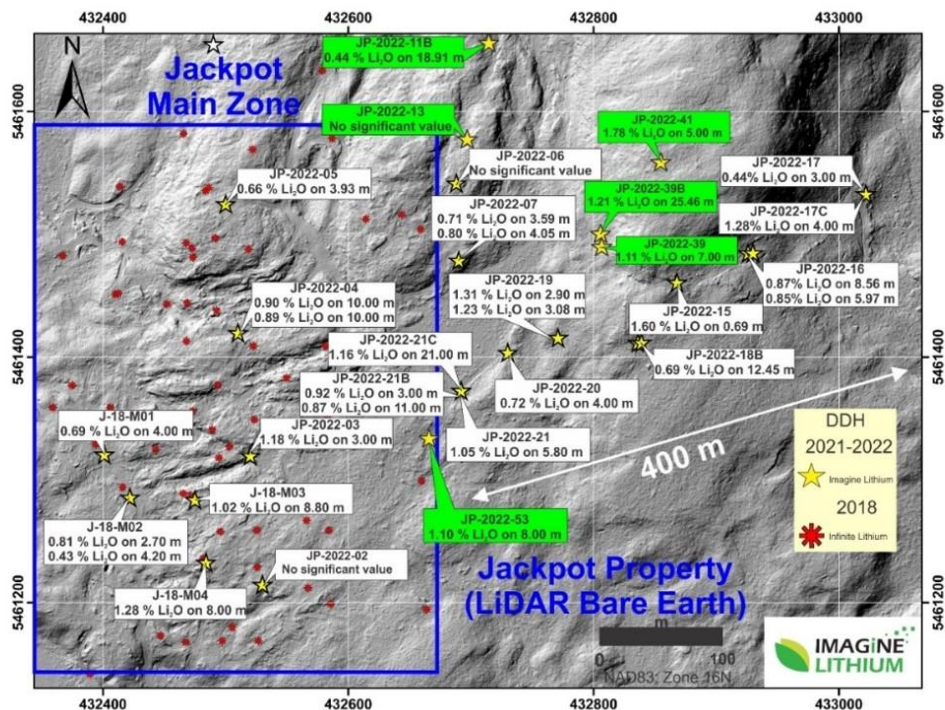 432400 432600 432800 433000
N
Jackpot
Main Zone
JP-2022-11B
0.44 % Li₂O on 18.91 m
5461600
5461600
JP-2022-13
No significant value
JP-2022-41
1.78 % Li₂O on 5.00 m
JP-2022-06
No significant value
JP-2022-17
0.44% Li₂O on 3.00 m
JP-2022-05
0.66 % Li₂O on 3.93 m
JP-2022-39B
1.21 % Li₂O on 25.46 m
JP-2022-07
0.71 % Li₂O on 3.59 m
0.80 % Li₂O on 4.05 m
JP-2022-17C
1.28% Li₂O on 4.00 m
JP-2022-39
1.11 % Li₂O on 7.00 m
JP-2022-16
0.87% Li₂O on 8.56 m
0.85% Li₂O on 5.97 m
JP-2022-19
1.31 % Li₂O on 2.90 m
1.23 % Li₂O on 3.08 m
JP-2022-04
0.90 % Li₂O on 10.00 m
0.89 % Li₂O on 10.00 m
JP-2022-15
1.60 % Li₂O on 0.69 m
JP-2022-21C
1.16 % Li₂O on 21.00 m
5461400
5461400
JP-2022-18B
0.69 % Li₂O on 12.45 m
JP-2022-21B
0.92 % Li₂O on 3.00 m
0.87 % Li₂O on 11.00 m
JP-2022-20
0.72 % Li₂O on 4.00 m
J-18-M01
0.69 % Li₂O on 4.00 m
JP-2022-03
1.18 % Li₂O on 3.00 m
JP-2022-21
1.05 % Li₂O on 5.80 m
400 m
DDH
2021-2022
Imagine Lithium
2018
Infinite Lithium
J-18-M03
1.02 % Li₂O on 8.80 m
J-18-M02
0.81 % Li₂O on 2.70 m
0.43 % Li₂O on 4.20 m
JP-2022-53
1.10 % Li₂O on 8.00 m
JP-2022-02
No significant value
J-18-M04
1.28 % Li₂O on 8.00 m
Jackpot Property
(LiDAR Bare Earth)
5461200
5461200
m
0 100
NAD83; Zone 16N
IMAGiNE
LITHIUM
432400 432600 432800 433000